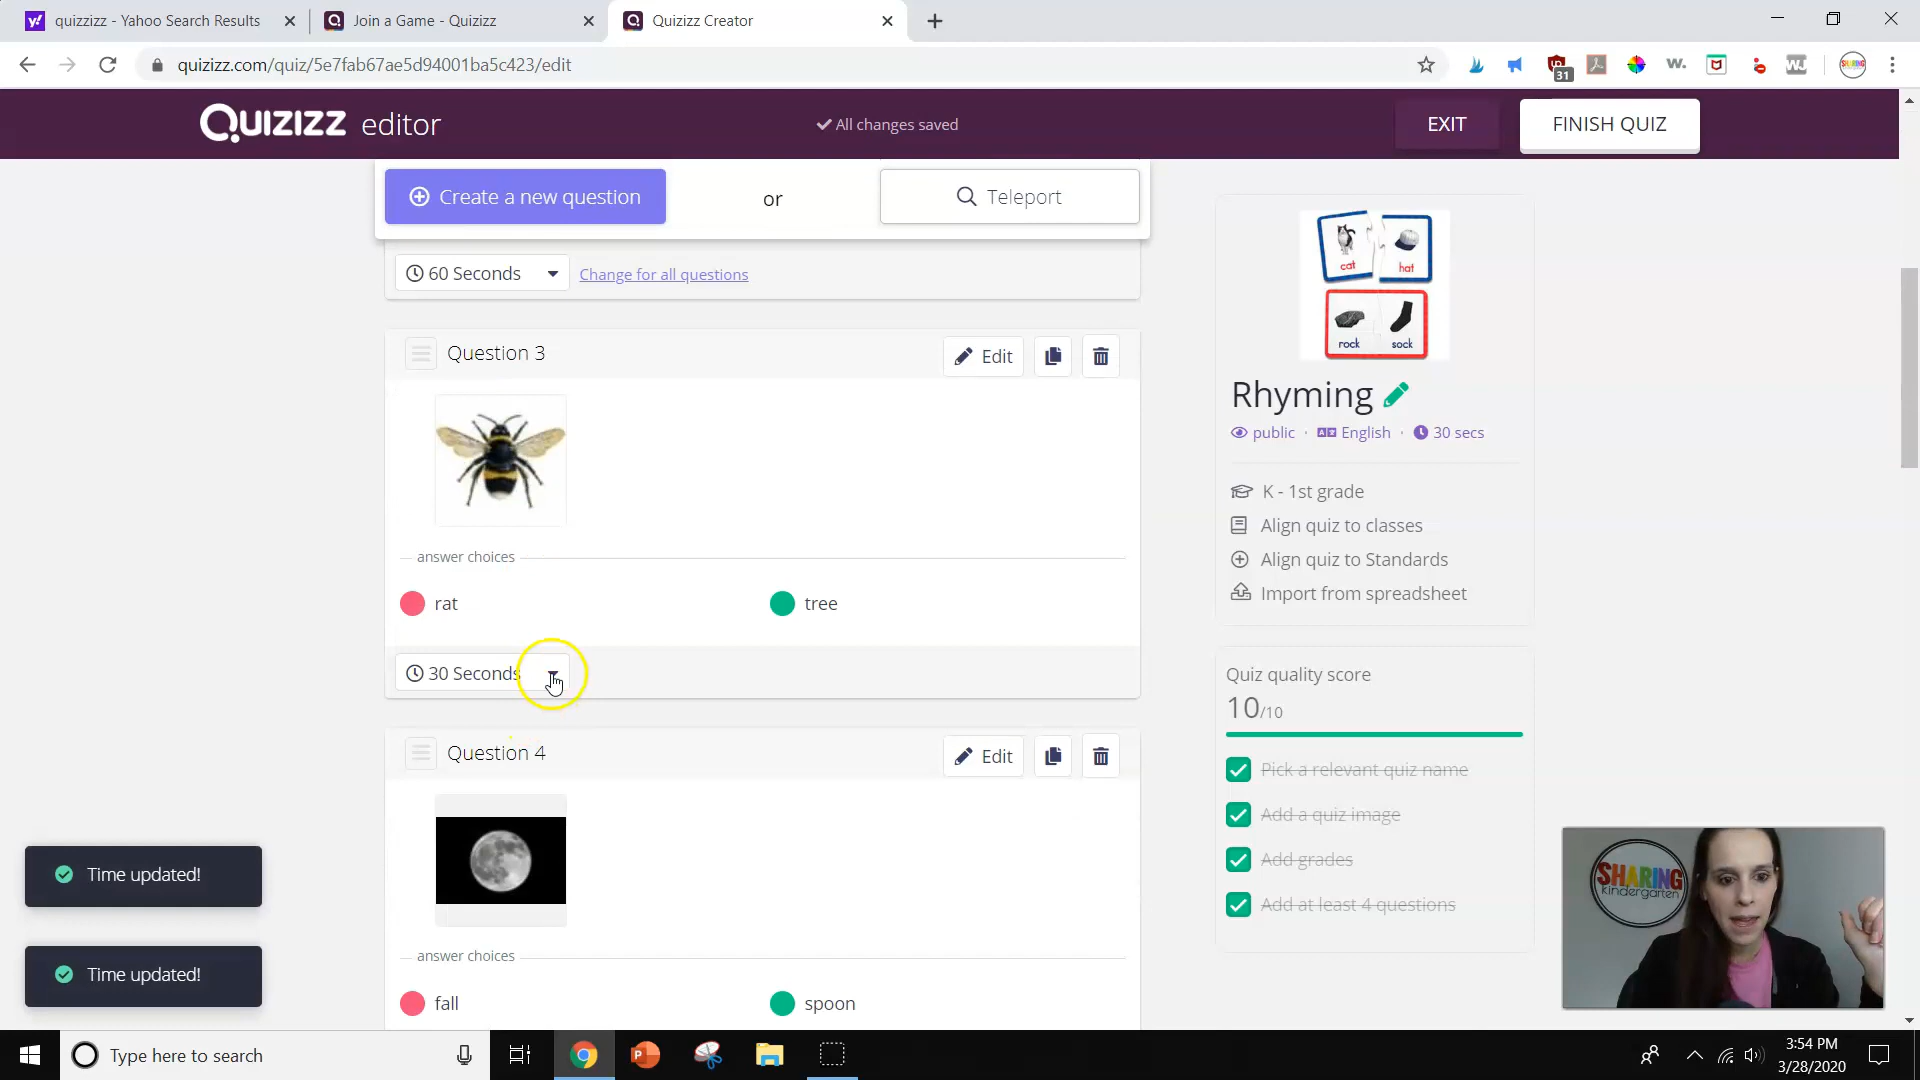 quizzizz - Yahoo Search Results
Join a Game - Quizizz
Quizizz Creator
quizizz.com/quiz/5e7fab67ae5d94001ba5c423/edit
31
W.
WJ
SHARING
Quizizz editor
All changes saved
EXIT
FINISH QUIZ
Create a new question
or
Teleport
60 Seconds
Change for all questions
Question 3
Edit
answer choices
rat
tree
30 Seconds
Question 4
Edit
answer choices
fall
spoon
cat
hat
rock
sock
Rhyming
public · English · 30 secs
K - 1st grade
Align quiz to classes
Align quiz to Standards
Import from spreadsheet
Quiz quality score
10/10
Pick a relevant quiz name
Add a quiz image
Add grades
Add at least 4 questions
Time updated!
Time updated!
SHARING
kindergarten
Type here to search
3:54 PM
3/28/2020